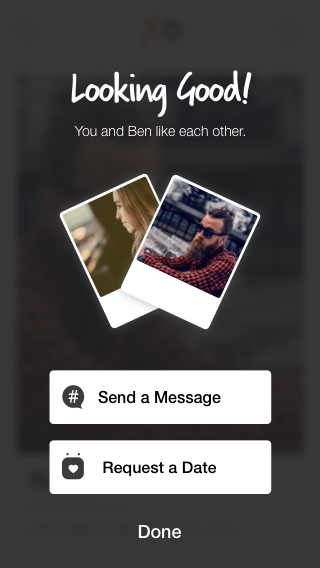 Looking Good!
You and Ben like each other.
Send a Message
Request a Date
Done